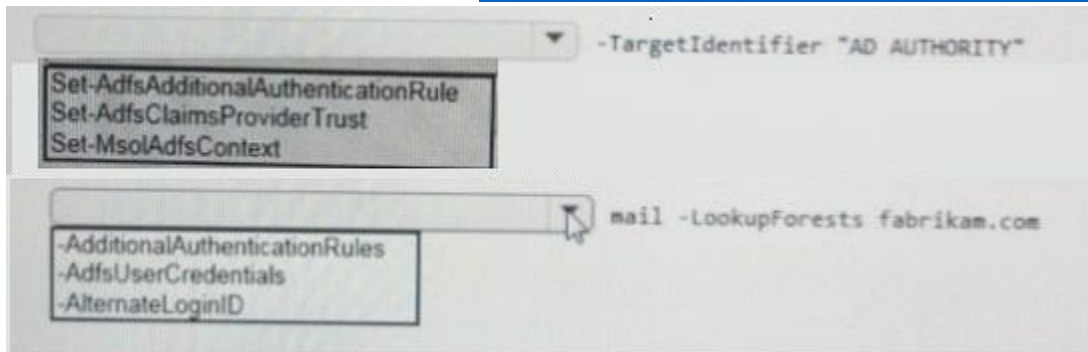 -TargetIdentifier "AD AUTHORITY"
Set-AdfsAdditionalAuthenticationRule
Set-AdfsClaimsProviderTrust
Set-MsolAdfsContext
mail -LookupForests fabrikam.com
-AdditionalAuthenticationRules
-AdfsUserCredentials
-AlternateLoginID